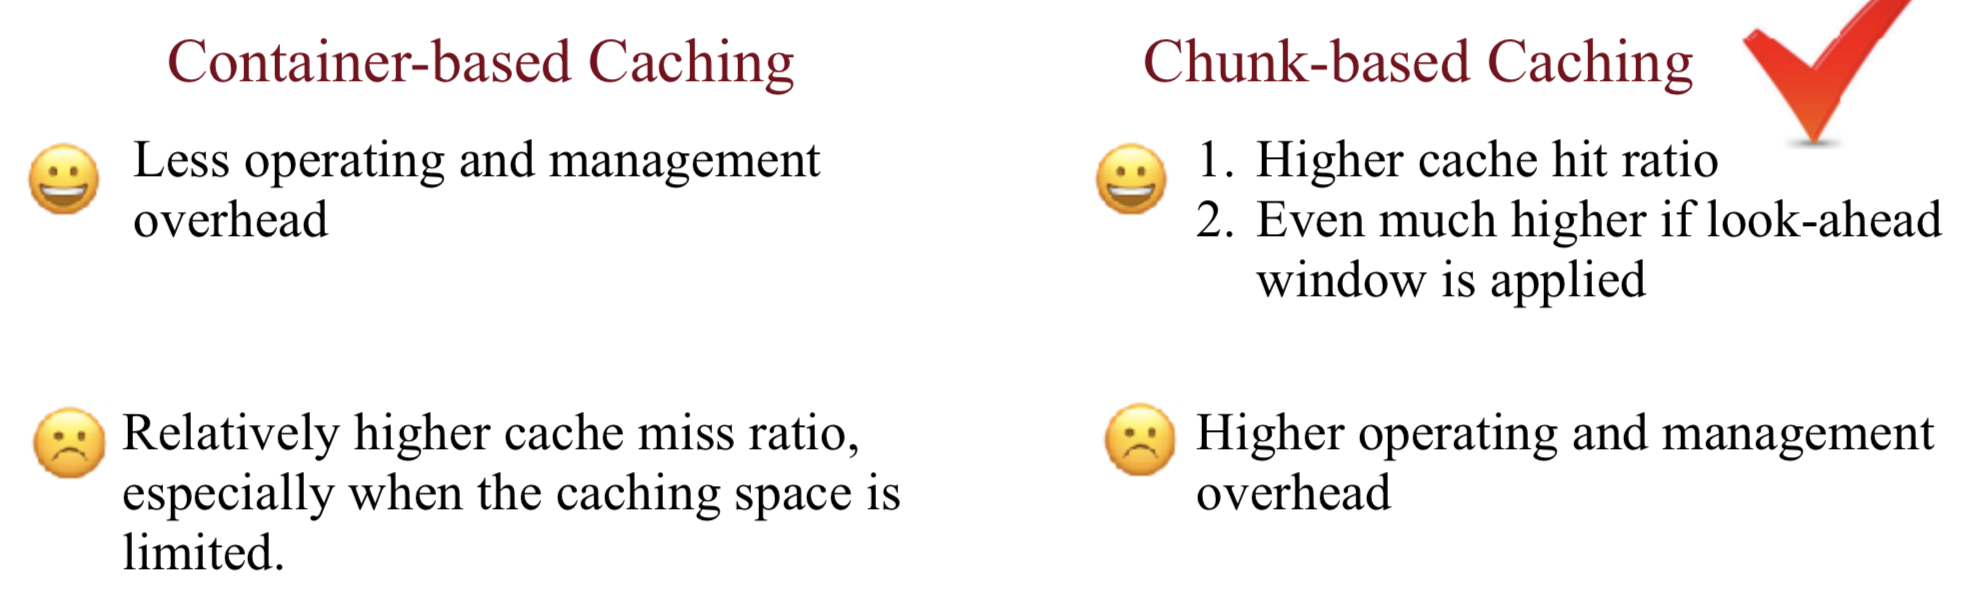 Container-based Caching
Less operating and management
overhead
Relatively higher cache miss ratio,
especially when the caching space is
limited.
Chunk-based Caching
1. Higher cache hit ratio
2. Even much higher if look-ahead
window is applied
Higher operating and management
overhead